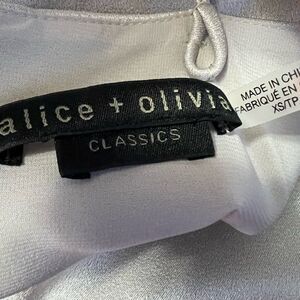 alice + olivia
CLASSICS
MADE IN CHI
FABRIQUÉ EN
XS/TP